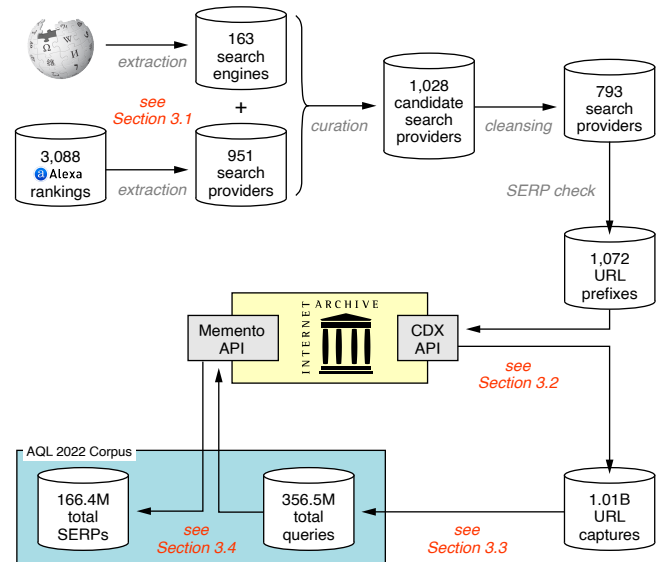 163
search
engines
extraction
see
Section 3.1
+
3,088
Alexa
rankings
extraction
951
search
providers
curation
1,028
candidate
search
providers
cleansing
793
search
providers
SERP check
1,072
URL
prefixes
INTERNET
ARCHIVE
Memento
API
CDX
API
see
Section 3.2
AQL 2022 Corpus
166.4M
total
SERPs
see
Section 3.4
356.5M
total
queries
see
Section 3.3
1.01B
URL
captures